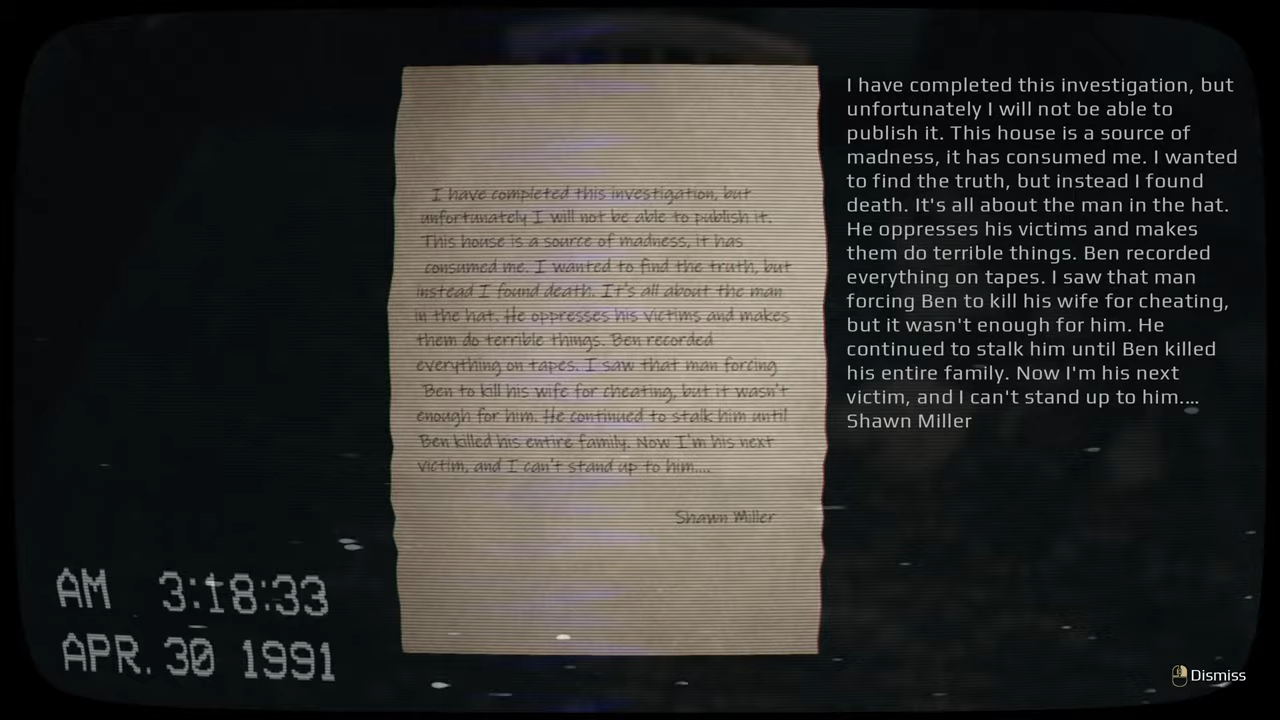 I have completed this investigation, but
unfortunately I will not be able to publish it.
This house is a source of madness, it has
consumed me. I wanted to find the truth, but
instead I found death. It's all about the man
in the hat. He oppresses his victims and makes
them do terrible things. Ben recorded
everything on tapes. I saw that man forcing
Ben to kill his wife for cheating, but it wasn't
enough for him. He continued to stalk him until
Ben killed his entire family. Now I'm his next
victim, and I can't stand up to him....
Shawn Miller
I have completed this investigation, but
unfortunately I will not be able to
publish it. This house is a source of
madness, it has consumed me. I wanted
to find the truth, but instead I found
death. It's all about the man in the hat.
He oppresses his victims and makes
them do terrible things. Ben recorded
everything on tapes. I saw that man
forcing Ben to kill his wife for cheating,
but it wasn't enough for him. He
continued to stalk him until Ben killed
his entire family. Now I'm his next
victim, and I can't stand up to him....
Shawn Miller
AM 3:18:33
APR. 30 1991
Dismiss